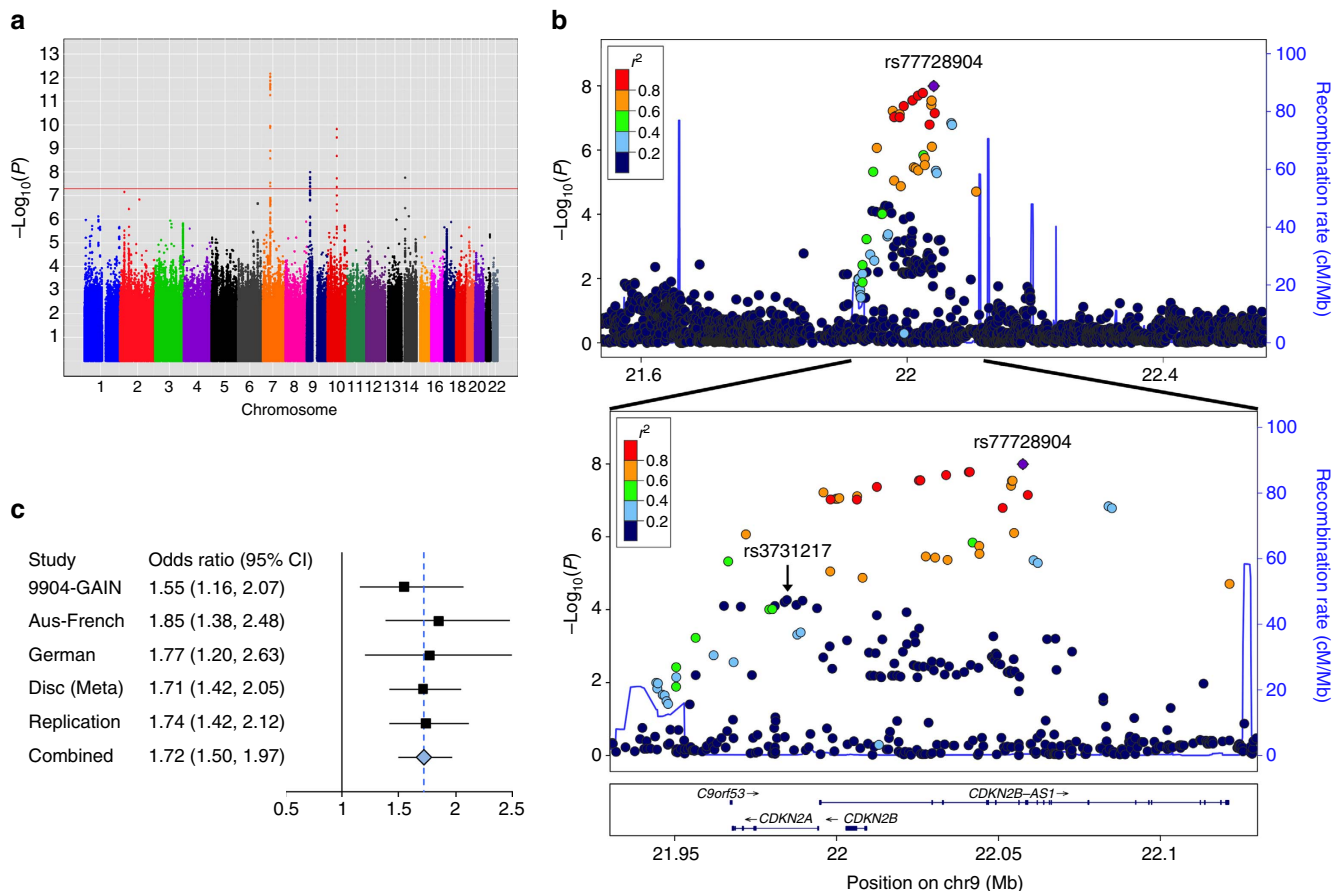 a
13
12
11
10
9
8
7
6
5
4
3
2
1
−Log10(P)
1 2 3 4 5 6 7 8 9 10 11 12 13 14 16 18 20 22
Chromosome
b
r2
0.8
0.6
0.4
0.2
rs77728904
8
6
4
2
0
−Log10(P)
100
80
60
40
20
0
Recombination rate (cM/Mb)
21.6 22 22.4
r2
0.8
0.6
0.4
0.2
rs77728904
rs3731217
8
6
4
2
0
−Log10(P)
100
80
60
40
20
0
Recombination rate (cM/Mb)
C9orf53→
CDKN2B–AS1→
←CDKN2A
← CDKN2B
21.95 22 22.05 22.1
Position on chr9 (Mb)
c
Study Odds ratio (95% CI)
9904-GAIN 1.55 (1.16, 2.07)
Aus-French 1.85 (1.38, 2.48)
German 1.77 (1.20, 2.63)
Disc (Meta) 1.71 (1.42, 2.05)
Replication 1.74 (1.42, 2.12)
Combined 1.72 (1.50, 1.97)
0.5 1 1.5 2 2.5